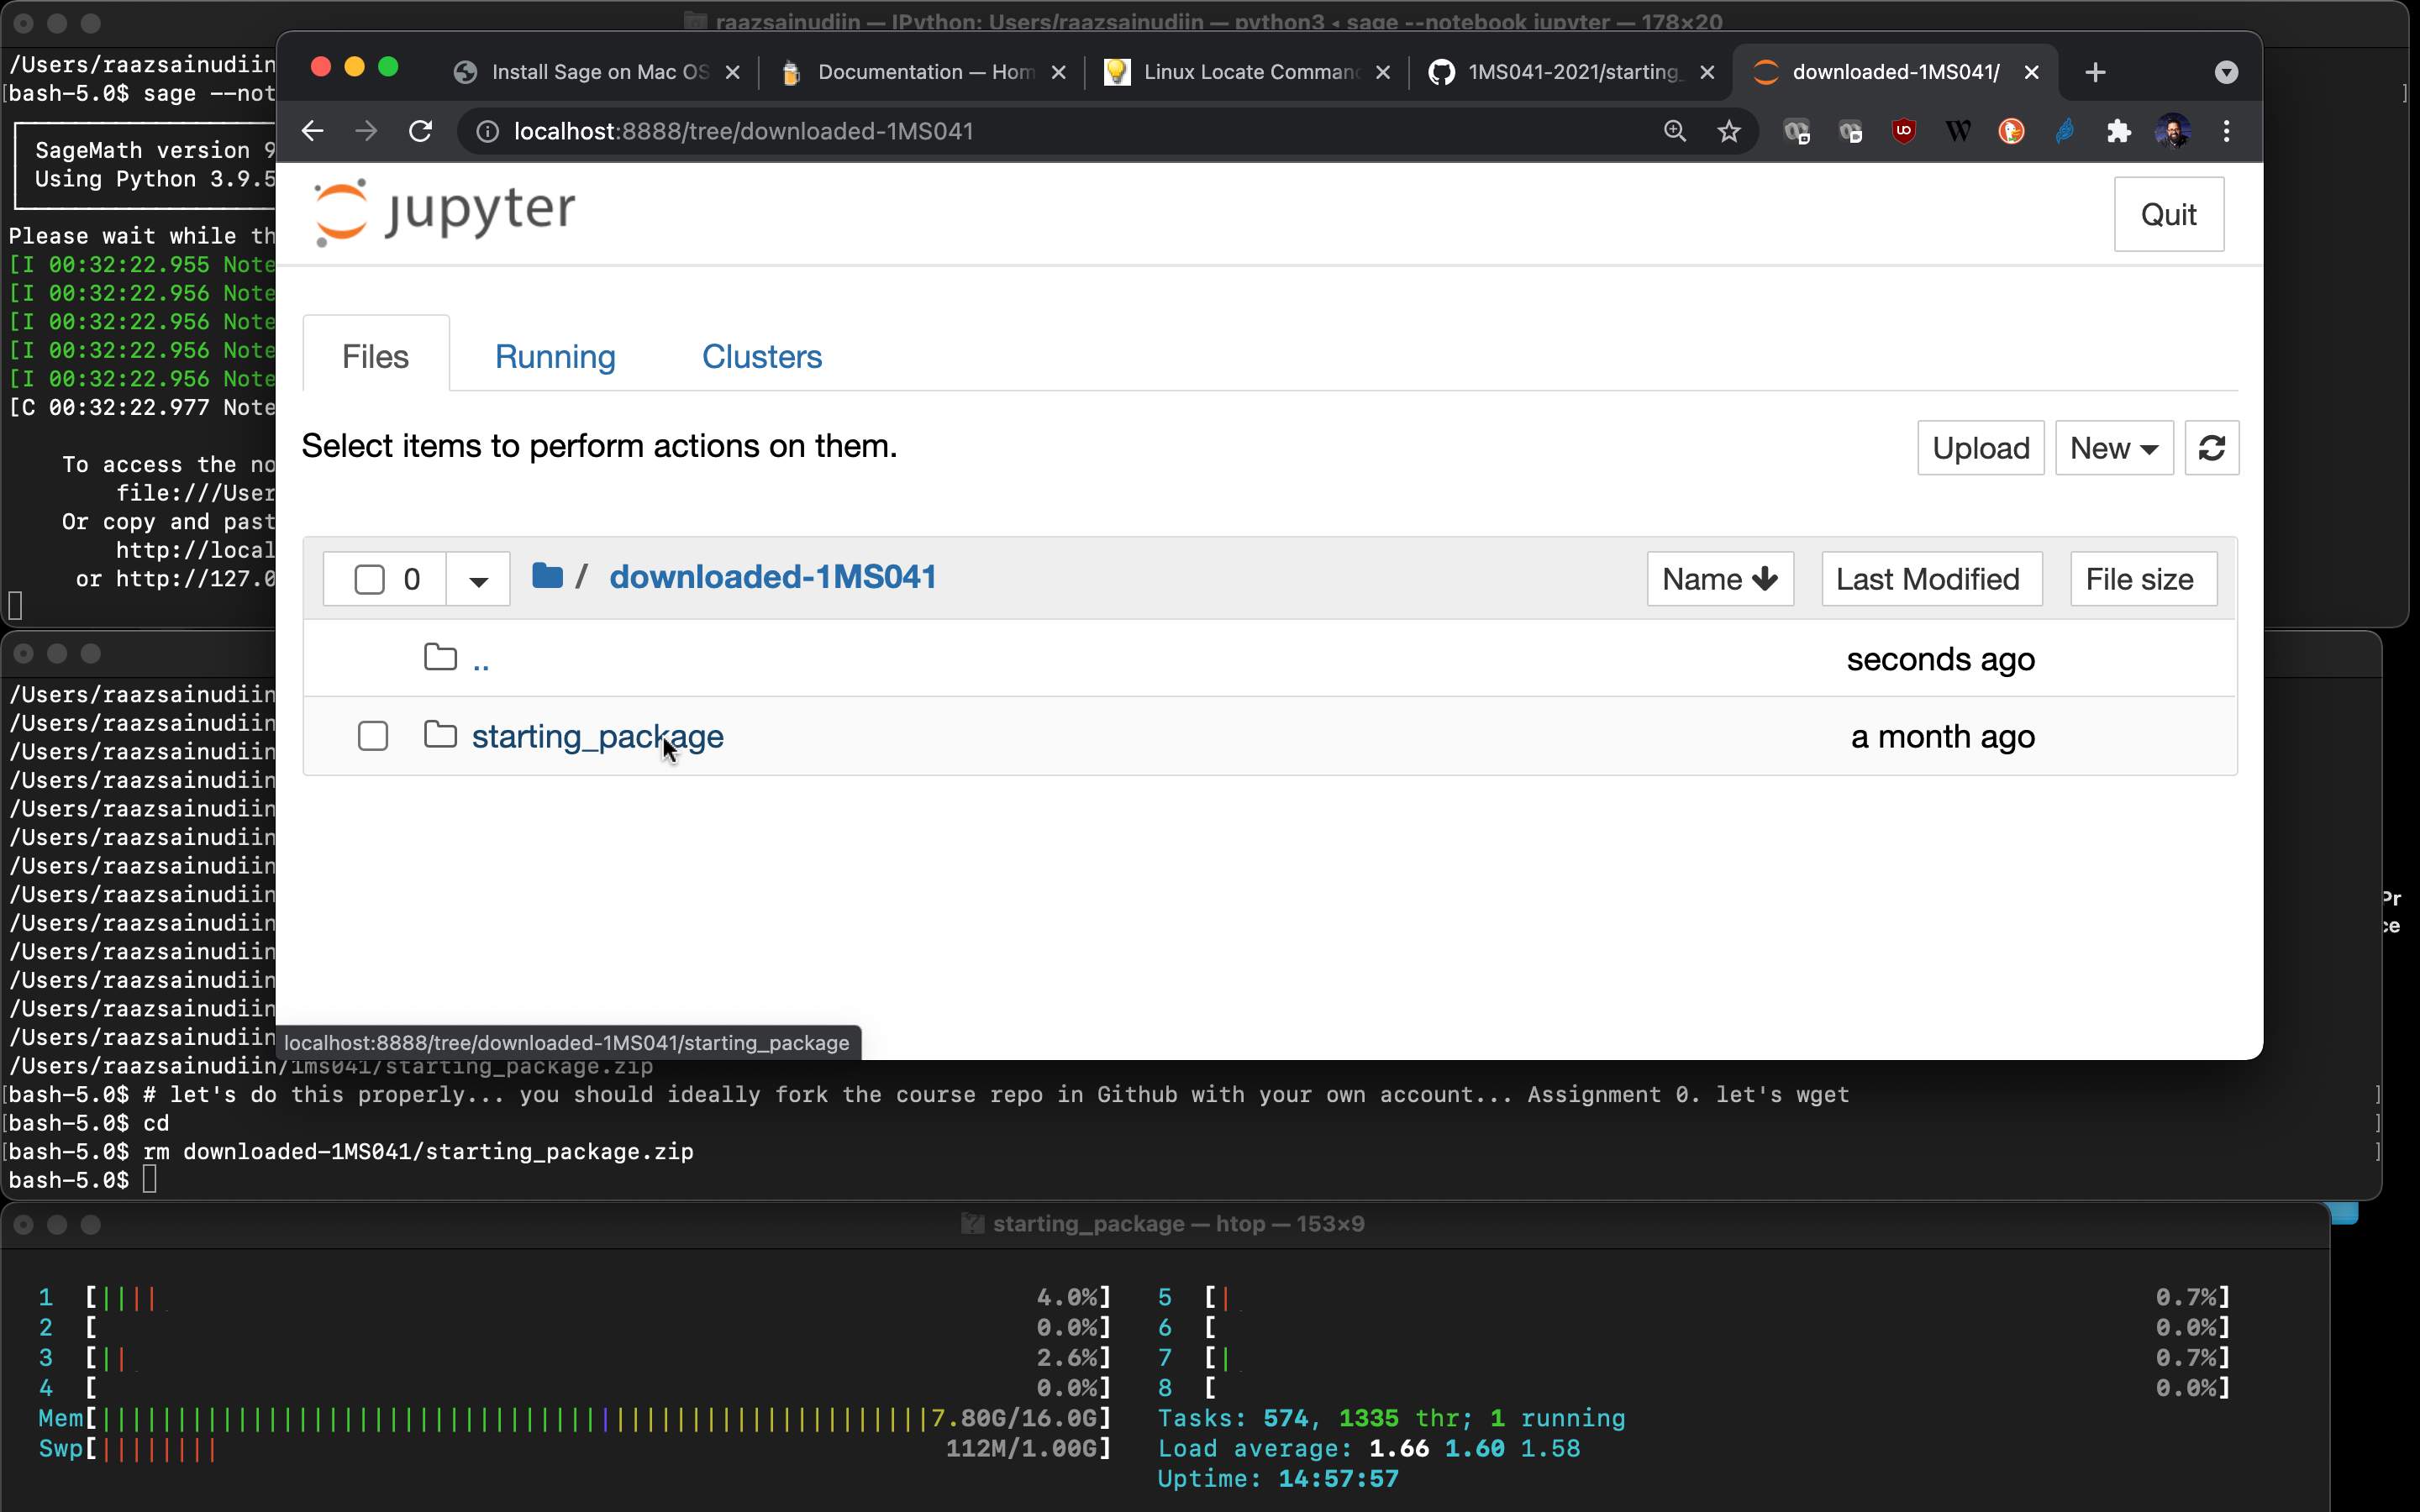 raazsainudiin — IPython: Users/raazsainudiin — python3 ◂ sage --notebook jupyter — 178×20
/Users/raazsainudiin
[bash-5.0$ sage --not
SageMath version 9
Using Python 3.9.5
Please wait while th
[I 00:32:22.955 Note
[I 00:32:22.956 Note
[I 00:32:22.956 Note
[I 00:32:22.956 Note
[I 00:32:22.956 Note
[C 00:32:22.977 Note
To access the no
file:///User
Or copy and past
http://local
or http://127.0
Install Sage on Mac OS
Documentation — Hom
Linux Locate Comman
1MS041-2021/starting_
downloaded-1MS041/
localhost:8888/tree/downloaded-1MS041
jupyter
Quit
Files
Running
Clusters
Select items to perform actions on them.
Upload
New
0
/ downloaded-1MS041
Name
Last Modified
File size
..
seconds ago
starting_package
a month ago
localhost:8888/tree/downloaded-1MS041/starting_package
/Users/raazsainudiin
/Users/raazsainudiin
/Users/raazsainudiin
/Users/raazsainudiin
/Users/raazsainudiin
/Users/raazsainudiin
/Users/raazsainudiin
/Users/raazsainudiin
/Users/raazsainudiin
/Users/raazsainudiin
/Users/raazsainudiin
/Users/raazsainudiin
/Users/raazsainudiin
/Users/raazsainudiin/1ms041/starting_package.zip
[bash-5.0$ # let's do this properly... you should ideally fork the course repo in Github with your own account... Assignment 0. let's wget ]
[bash-5.0$ cd ]
[bash-5.0$ rm downloaded-1MS041/starting_package.zip ]
bash-5.0$
Pr
ce
starting_package — htop — 153×9
1 [|||| 4.0%] 5 [| 0.7%]
2 [ 0.0%] 6 [ 0.0%]
3 [|| 2.6%] 7 [| 0.7%]
4 [ 0.0%] 8 [ 0.0%]
Mem[ 7.80G/16.0G] Tasks: 574, 1335 thr; 1 running
Swp[|||||||| 112M/1.00G] Load average: 1.66 1.60 1.58
Uptime: 14:57:57